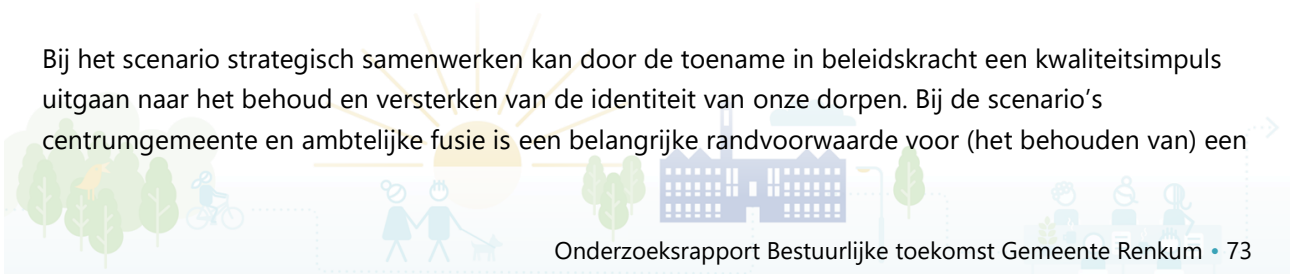 Bij het scenario strategisch samenwerken kan door de toename in beleidskracht een kwaliteitsimpuls
uitgaan naar het behoud en versterken van de identiteit van onze dorpen. Bij de scenario’s
centrumgemeente en ambtelijke fusie is een belangrijke randvoorwaarde voor (het behouden van) een
Onderzoeksrapport Bestuurlijke toekomst Gemeente Renkum • 73